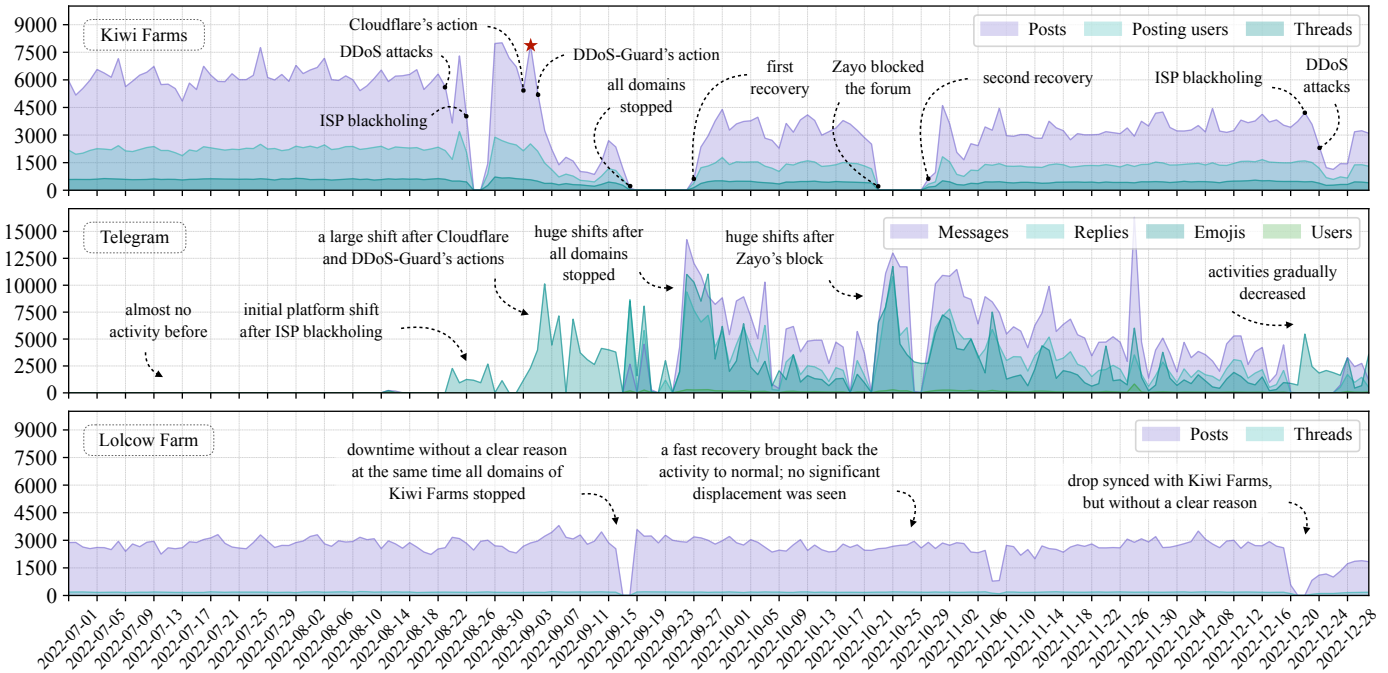 9000
7500
6000
4500
3000
1500
0
Kiwi Farms
Cloudflare's action
DDoS attacks
ISP blackholing
DDoS-Guard's action
all domains
stopped
first
recovery
Zayo blocked
the forum
second recovery
ISP blackholing
DDoS
attacks
Posts
Posting users
Threads
15000
12500
10000
7500
5000
2500
0
Telegram
almost no
activity before
initial platform shift
after ISP blackholing
a large shift after Cloudflare
and DDoS-Guard's actions
huge shifts after
all domains
stopped
huge shifts after
Zayo's block
activities gradually
decreased
Messages
Replies
Emojis
Users
9000
7500
6000
4500
3000
1500
0
Lolcow Farm
downtime without a clear reason
at the same time all domains of
Kiwi Farms stopped
a fast recovery brought back the
activity to normal; no significant
displacement was seen
drop synced with Kiwi Farms,
but without a clear reason
Posts
Threads
2022-07-01
2022-07-05
2022-07-09
2022-07-13
2022-07-17
2022-07-21
2022-07-25
2022-07-29
2022-08-02
2022-08-06
2022-08-10
2022-08-14
2022-08-18
2022-08-22
2022-08-26
2022-08-30
2022-09-03
2022-09-07
2022-09-11
2022-09-15
2022-09-19
2022-09-23
2022-09-27
2022-10-01
2022-10-05
2022-10-09
2022-10-13
2022-10-17
2022-10-21
2022-10-25
2022-10-29
2022-11-02
2022-11-06
2022-11-10
2022-11-14
2022-11-18
2022-11-22
2022-11-26
2022-11-30
2022-12-04
2022-12-08
2022-12-12
2022-12-16
2022-12-20
2022-12-24
2022-12-28